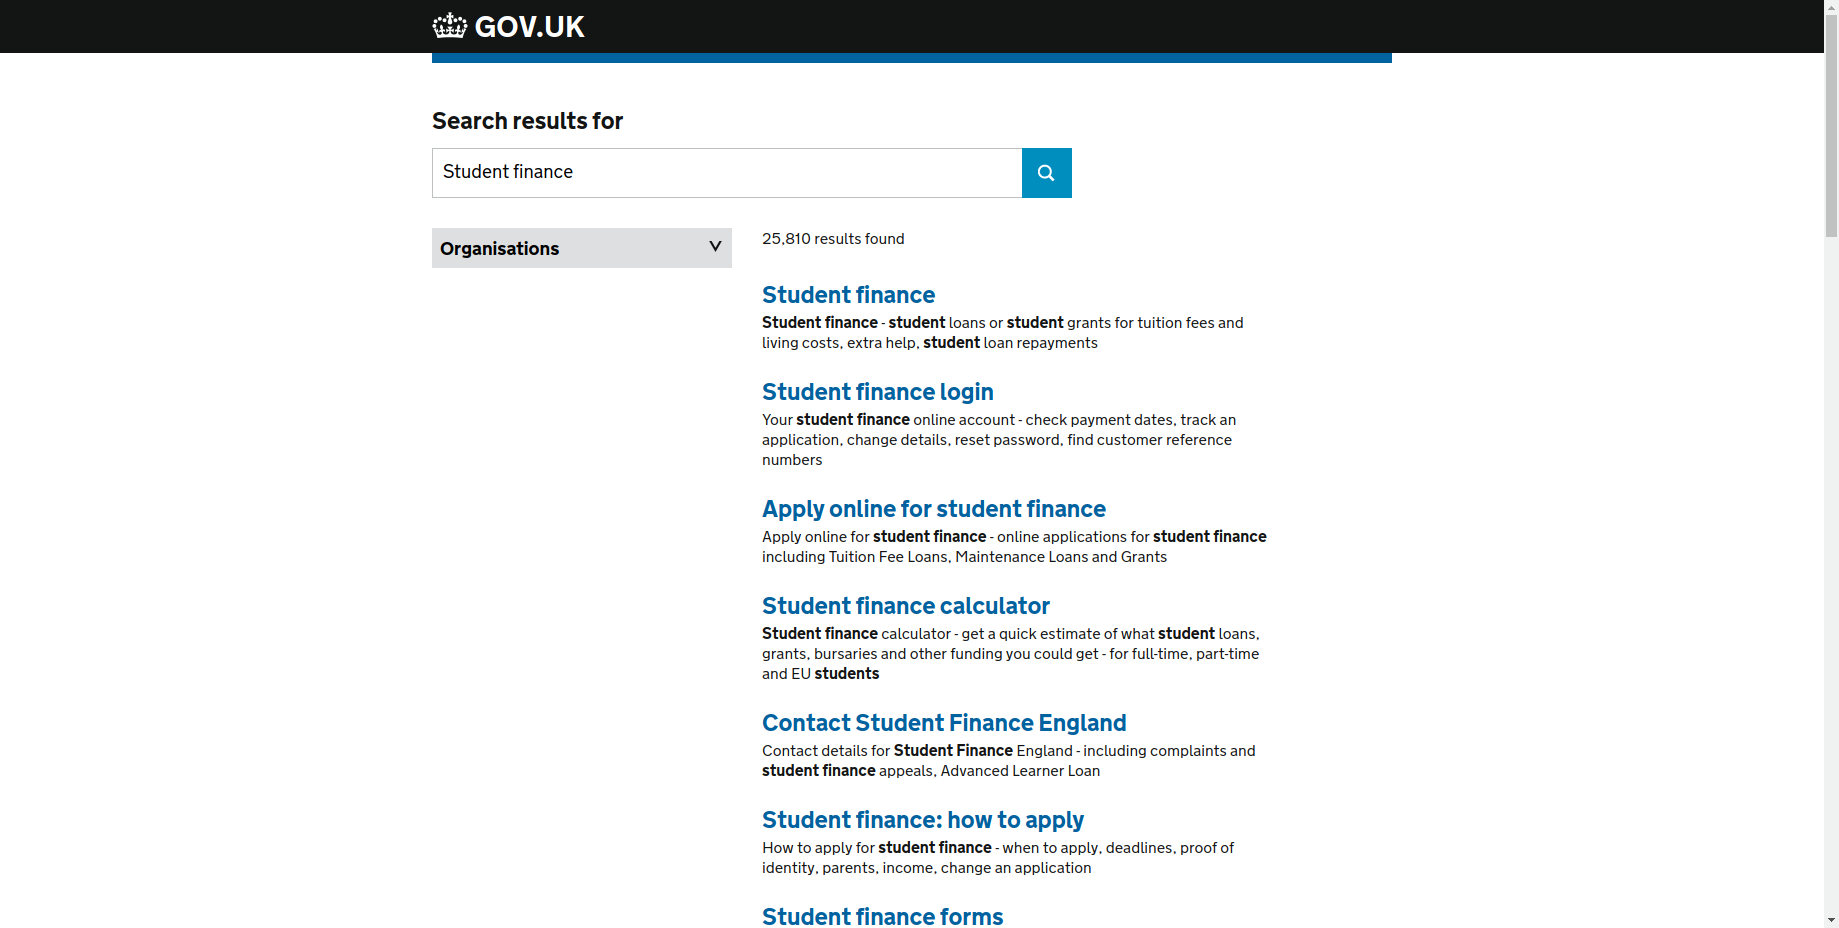 GOV.UK
Search results for
Student finance
Organisations
25,810 results found
Student finance
Student finance - student loans or student grants for tuition fees and
living costs, extra help, student loan repayments
Student finance login
Your student finance online account - check payment dates, track an
application, change details, reset password, find customer reference
numbers
Apply online for student finance
Apply online for student finance - online applications for student finance
including Tuition Fee Loans, Maintenance Loans and Grants
Student finance calculator
Student finance calculator - get a quick estimate of what student loans,
grants, bursaries and other funding you could get - for full-time, part-time
and EU students
Contact Student Finance England
Contact details for Student Finance England - including complaints and
student finance appeals, Advanced Learner Loan
Student finance: how to apply
How to apply for student finance - when to apply, deadlines, proof of
identity, parents, income, change an application
Student finance forms